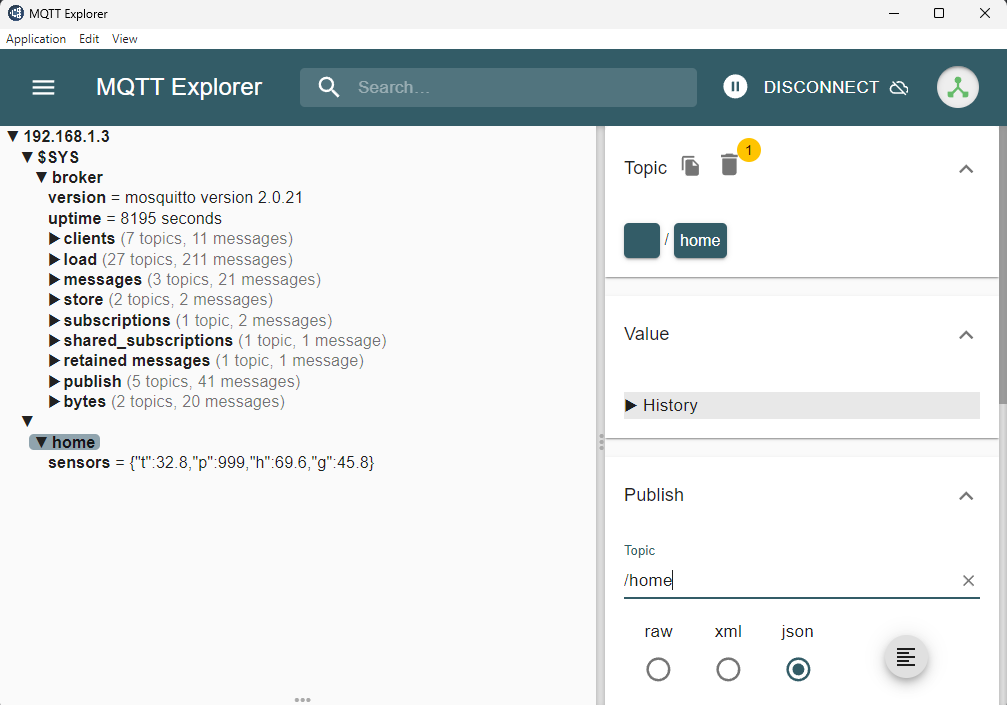 MQTT Explorer
Application Edit View
MQTT Explorer
Search...
DISCONNECT
▼ 192.168.1.3
▼ $SYS
▼ broker
version = mosquitto version 2.0.21
uptime = 8195 seconds
▶ clients (7 topics, 11 messages)
▶ load (27 topics, 211 messages)
▶ messages (3 topics, 21 messages)
▶ store (2 topics, 2 messages)
▶ subscriptions (1 topic, 2 messages)
▶ shared_subscriptions (1 topic, 1 message)
▶ retained messages (1 topic, 1 message)
▶ publish (5 topics, 41 messages)
▶ bytes (2 topics, 20 messages)
▼
▼ home
sensors = {"t":32.8,"p":999,"h":69.6,"g":45.8}
Topic
1
/ home
Value
▶ History
Publish
Topic
/home
raw xml json